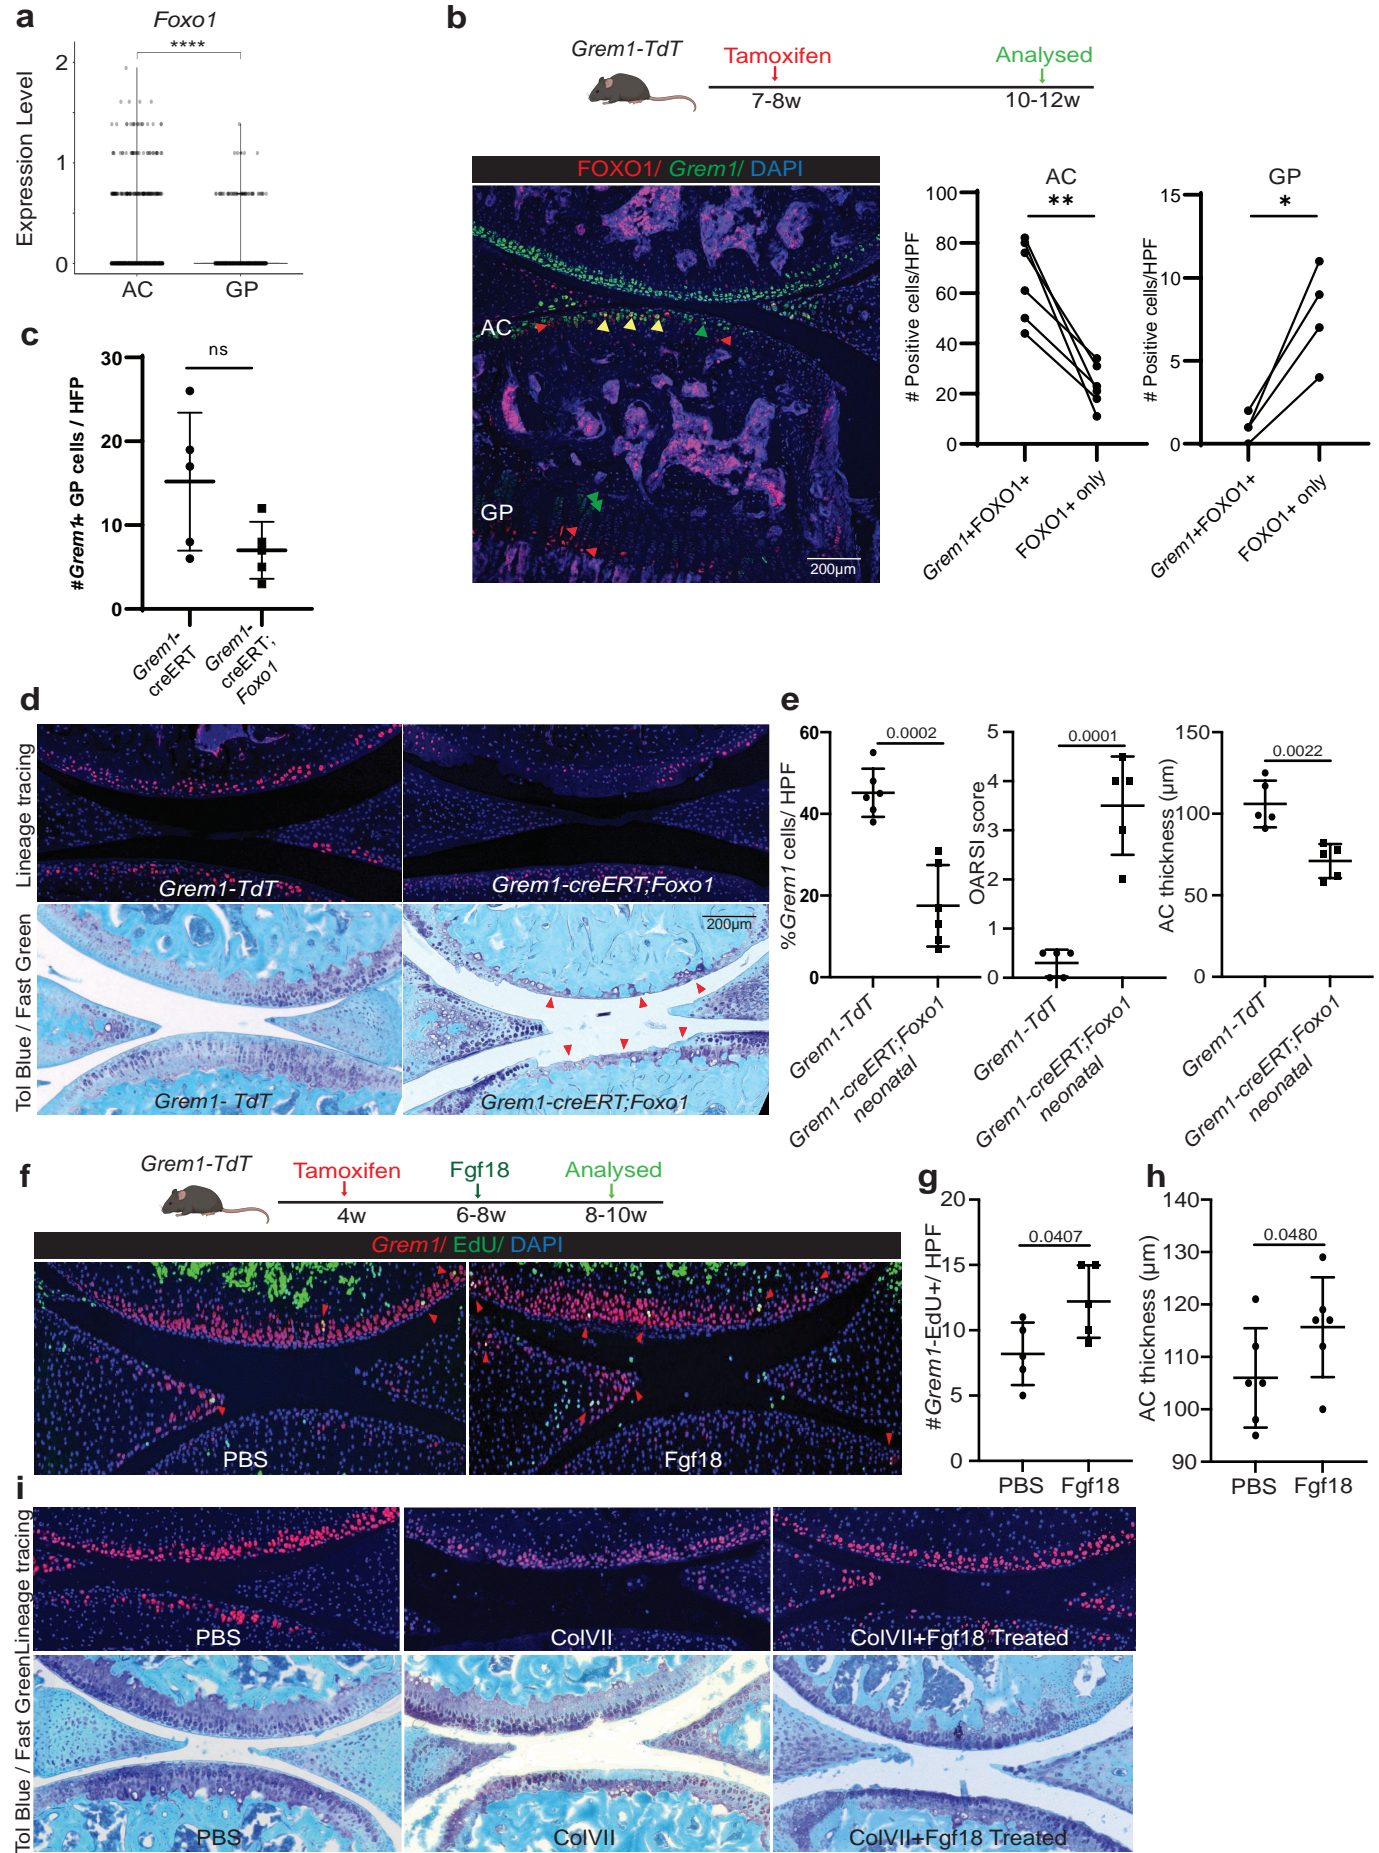 a
Foxo1
****
Expression Level
2
1
0
AC
GP
b
Grem1-TdT
Tamoxifen
Analysed
7-8w
10-12w
FOXO1/ Grem1/ DAPI
AC
GP
200µm
AC
**
# Positive cells/HPF
100
80
60
40
20
0
Grem1+FOXO1+
FOXO1+ only
GP
*
# Positive cells/HPF
15
10
5
0
Grem1+FOXO1+
FOXO1+ only
c
ns
#Grem1+ GP cells / HFP
30
20
10
0
Grem1-
creERT
Grem1-
creERT;
Foxo1
d
Lineage tracing
Grem1-TdT
Grem1-creERT;Foxo1
Tol Blue / Fast Green
200µm
Grem1- TdT
Grem1-creERT;Foxo1
e
%Grem1 cells/ HPF
60
40
20
0
0.0002
Grem1-TdT
Grem1-creERT;Foxo1
neonatal
OARSI score
5
4
3
2
1
0
0.0001
Grem1-TdT
Grem1-creERT;Foxo1
neonatal
AC thickness (µm)
150
100
50
0
0.0022
Grem1-TdT
Grem1-creERT;Foxo1
neonatal
f
Grem1-TdT
Tamoxifen
Fgf18
Analysed
4w
6-8w
8-10w
Grem1/ EdU/ DAPI
PBS
Fgf18
g
#Grem1-EdU+/ HPF
20
15
10
5
0
0.0407
PBS
Fgf18
h
AC thickness (µm)
140
130
120
110
100
90
0.0480
PBS
Fgf18
i
Lineage tracing
PBS
ColVII
ColVII+Fgf18 Treated
Tol Blue / Fast Green
PBS
ColVII
ColVII+Fgf18 Treated